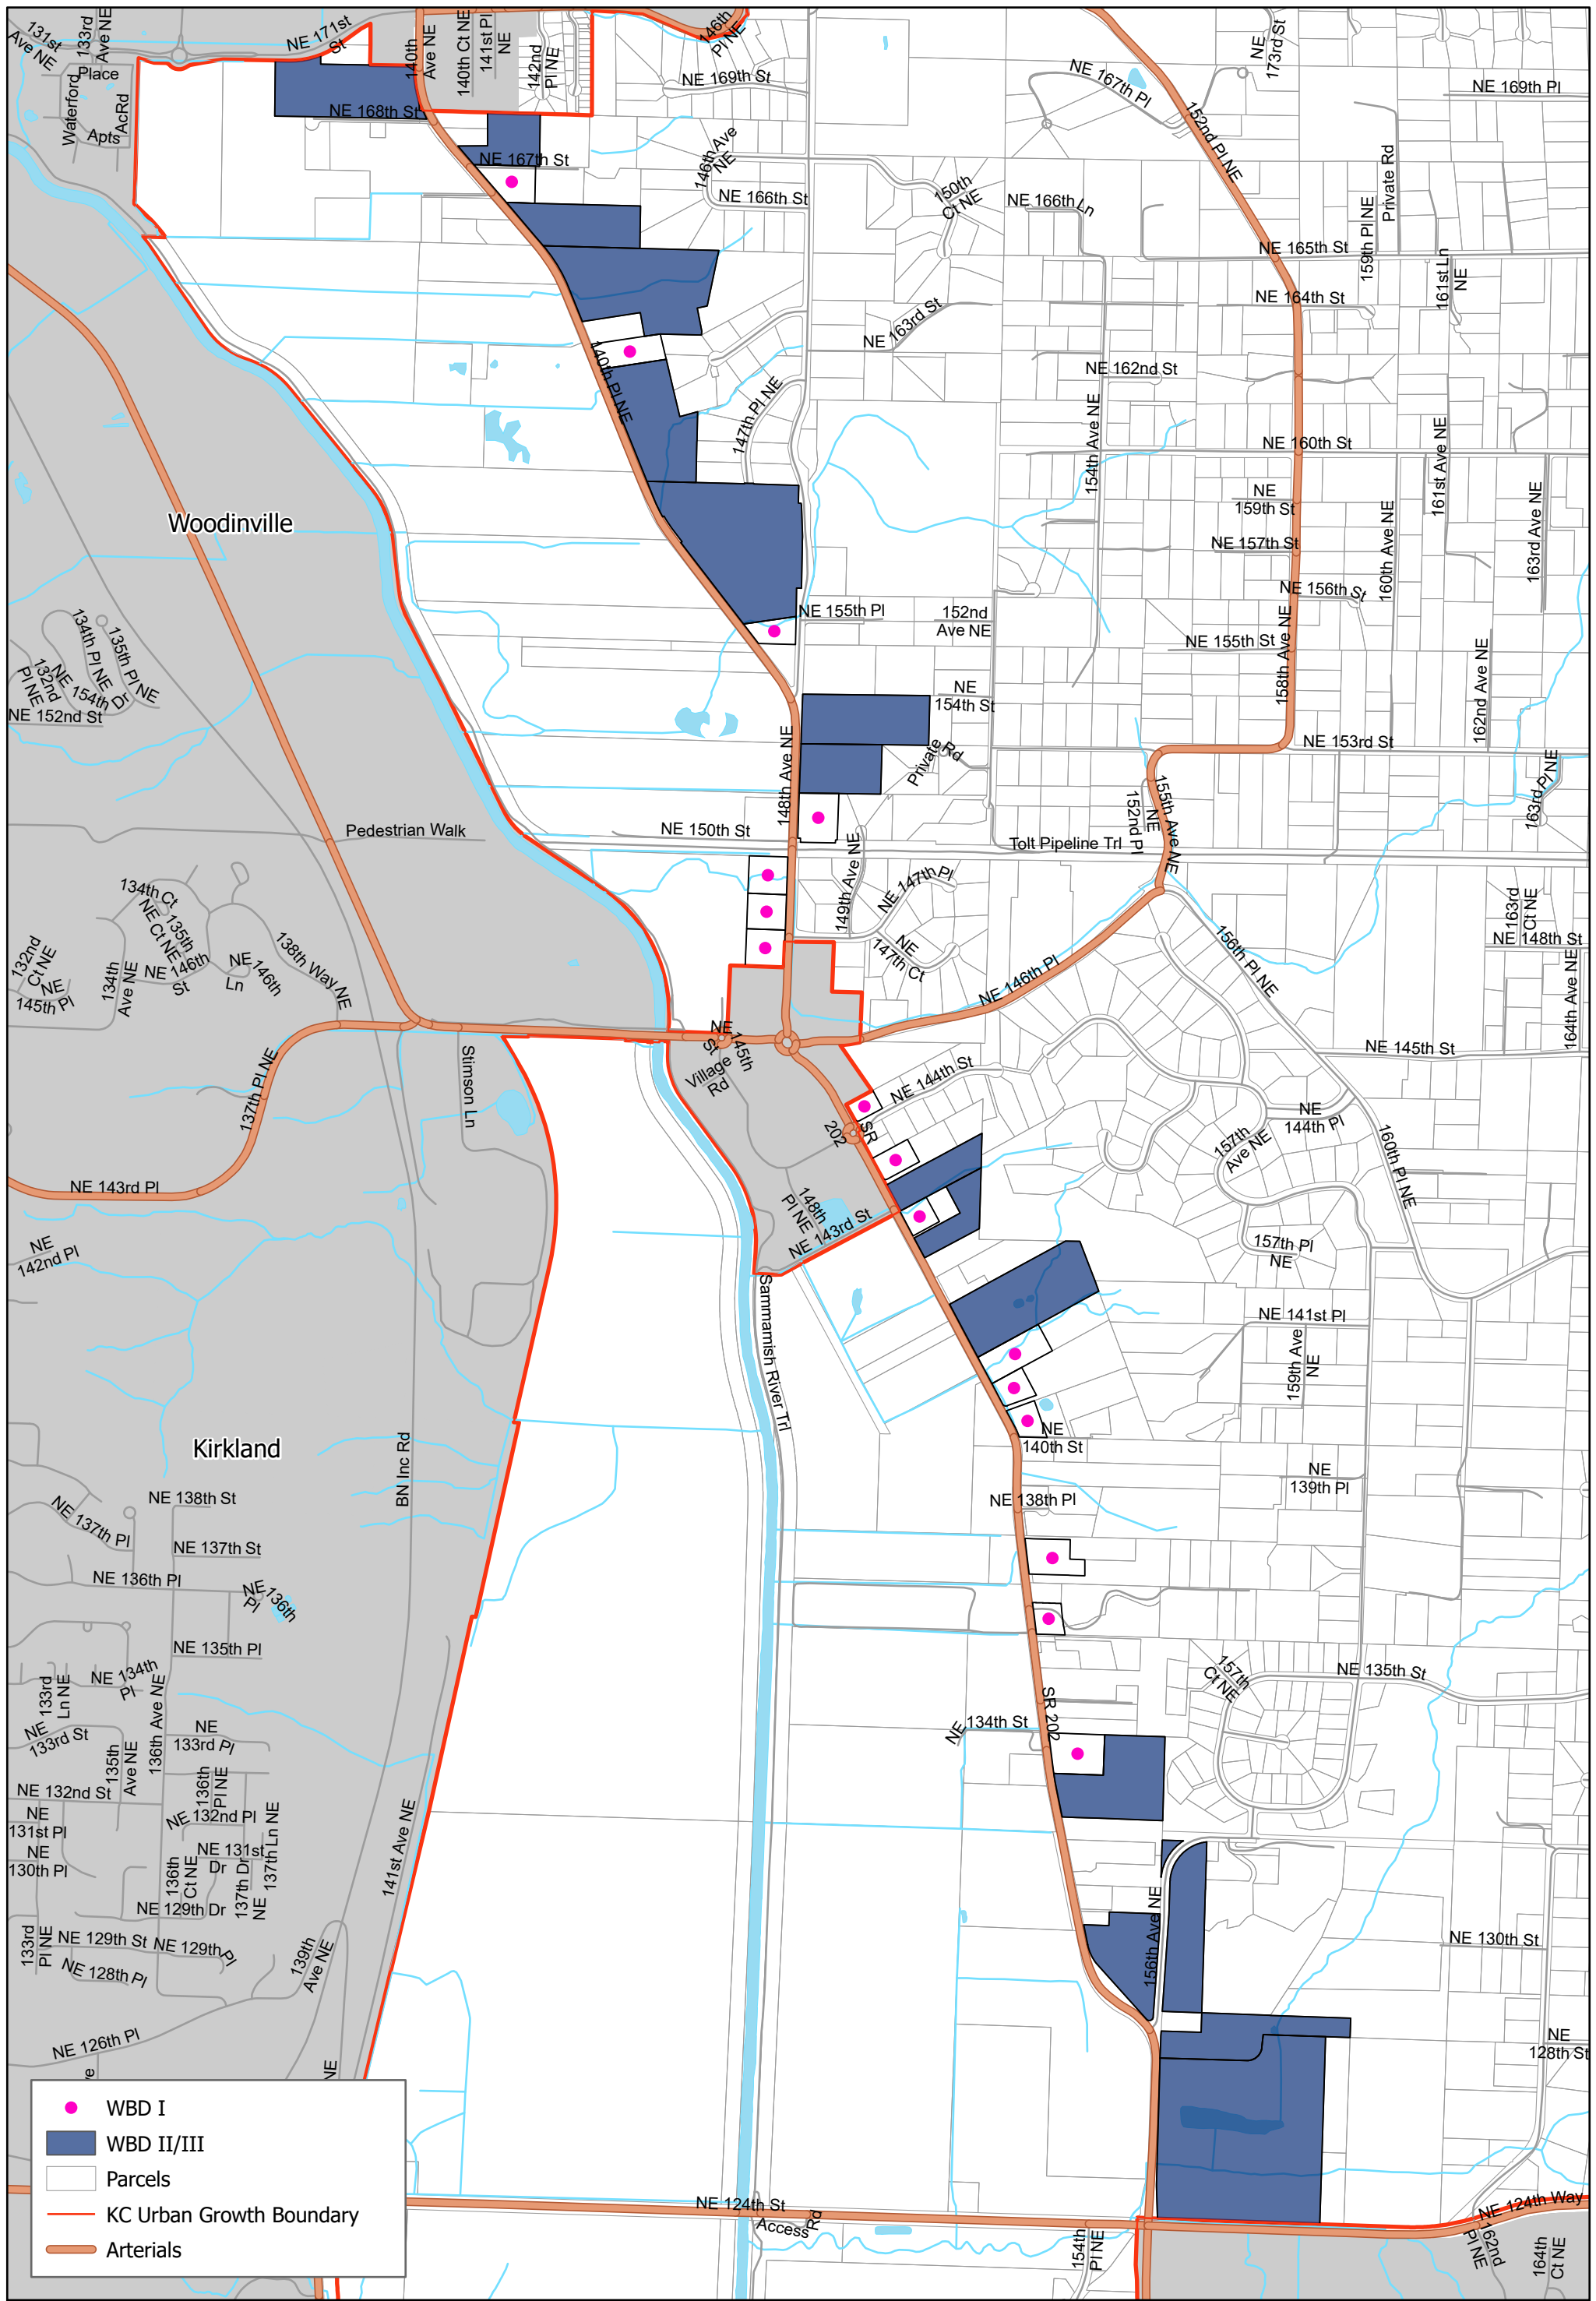 131st
Ave NE
133rd
Ave NE
NE 171st
St
140th
Ave NE
140th Ct NE
141st Pl
NE
142nd
Pl NE
146th
Pl NE
NE 169th St
NE 167th Pl
NE
173rd St
NE 169th Pl
Place
Waterford
AcRd
Apts
NE 168th St
NE 167th St
146th Ave
NE
NE 166th St
150th
Ct NE
NE 166th Ln
152nd Pl NE
Private Rd
159th Pl NE
NE 165th St
161st Ln
NE
NE 164th St
NE 163rd St
140th Pl NE
147th Pl NE
NE 162nd St
154th Ave NE
NE 160th St
161st Ave NE
NE
159th St
NE 157th St
160th Ave NE
163rd Ave NE
NE 156th St
Woodinville
NE 155th Pl
152nd
Ave NE
NE 155th St
158th Ave NE
162nd Ave NE
134th Pl NE
135th Pl NE
132nd
Pl NE
NE
154th Dr
NE 152nd St
NE
154th St
Private Rd
NE 153rd St
148th Ave NE
152nd Pl
NE
155th Ave NE
163rd Pl NE
Pedestrian Walk
NE 150th St
Tolt Pipeline Trl
149th Ave NE
NE 147th Pl
NE
147th Ct
134th Ct
NE
135th
Ct NE
132nd
Ct NE
NE
145th Pl
134th
Ave NE
NE 146th
St
NE
146th
Ln
138th Way NE
163rd
Ct NE
NE 148th St
156th Pl NE
164th Ave NE
NE 146th Pl
NE
145th
St
Village
Rd
NE 145th St
NE 144th St
137th Pl NE
Stimson Ln
SR
202
NE
144th Pl
157th
Ave NE
160th Pl NE
NE 143rd Pl
148th
Pl NE
NE 143rd St
157th Pl
NE
NE
142nd Pl
NE 141st Pl
159th Ave
NE
Sammamish River Trl
Kirkland
BN Inc Rd
NE
140th St
NE
139th Pl
NE 138th Pl
NE 138th St
NE 137th Pl
NE 137th St
NE 136th Pl
NE
136th
Pl
NE 135th Pl
NE 134th
Pl
133rd
Ln NE
136th Ave NE
157th
Ct NE
NE 135th St
SR 202
NE 134th St
NE
133rd St
NE
133rd Pl
135th
Ave NE
NE 132nd St
136th
Pl NE
NE 132nd Pl
137th Ln NE
NE
131st Pl
NE
130th Pl
NE 131st
Dr
136th
Ct NE
137th Dr
NE
141st Ave NE
NE 129th Dr
133rd
Pl NE
NE 129th St
NE 129th
Pl
NE 128th Pl
139th
Ave NE
156th Ave NE
NE 130th St
NE
128th St
NE 126th Pl
ve
NE
WBD I
WBD II/III
Parcels
KC Urban Growth Boundary
Arterials
NE 124th St
Access Rd
154th
Pl NE
NE 124th Way
162nd
Pl NE
164th
Ct NE